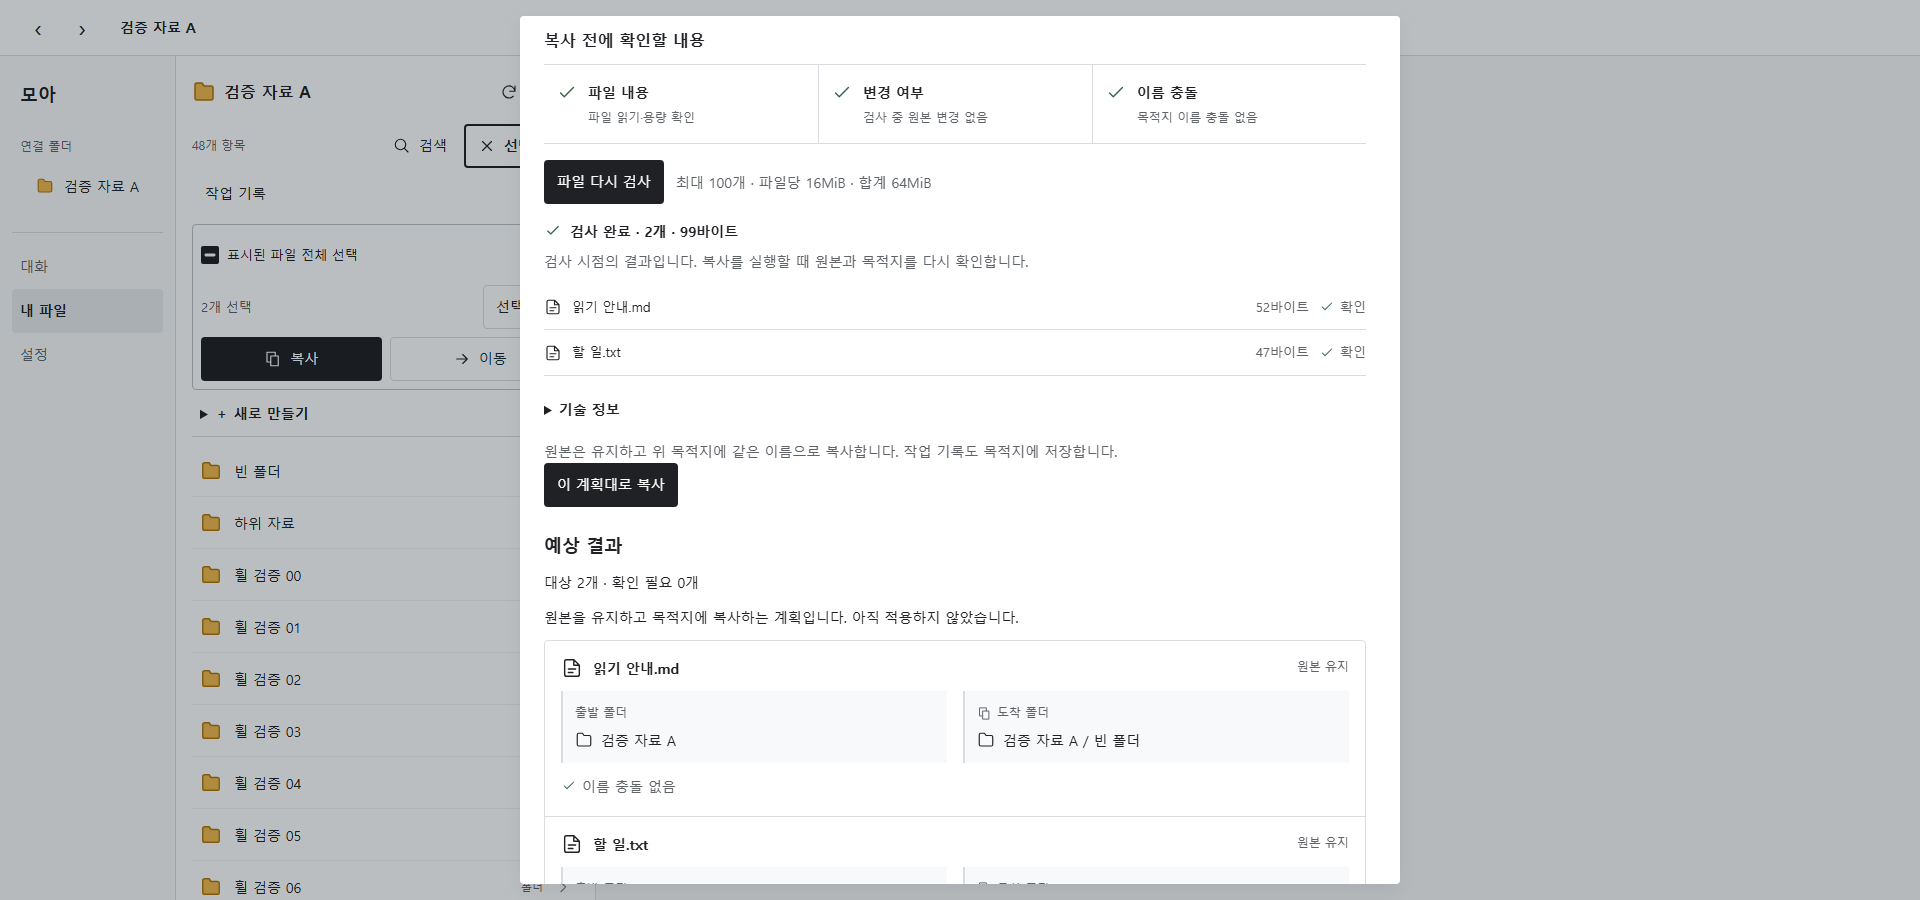 검증 자료 A
모아
연결 폴더
검증 자료 A
대화
내 파일
설정
검증 자료 A
48개 항목
검색
작업 기록
표시된 파일 전체 선택
2개 선택
복사
이동
+ 새로 만들기
빈 폴더
하위 자료
휠 검증 00
휠 검증 01
휠 검증 02
휠 검증 03
휠 검증 04
휠 검증 05
휠 검증 06
폴더
복사 전에 확인할 내용
파일 내용
파일 읽기·용량 확인
변경 여부
검사 중 원본 변경 없음
이름 충돌
목적지 이름 충돌 없음
파일 다시 검사
최대 100개 · 파일당 16MiB · 합계 64MiB
검사 완료 · 2개 · 99바이트
검사 시점의 결과입니다. 복사를 실행할 때 원본과 목적지를 다시 확인합니다.
읽기 안내.md 52바이트 확인
할 일.txt 47바이트 확인
기술 정보
원본은 유지하고 위 목적지에 같은 이름으로 복사합니다. 작업 기록도 목적지에 저장합니다.
이 계획대로 복사
예상 결과
대상 2개 · 확인 필요 0개
원본을 유지하고 목적지에 복사하는 계획입니다. 아직 적용하지 않았습니다.
읽기 안내.md 원본 유지
출발 폴더
검증 자료 A
도착 폴더
검증 자료 A / 빈 폴더
이름 충돌 없음
할 일.txt 원본 유지